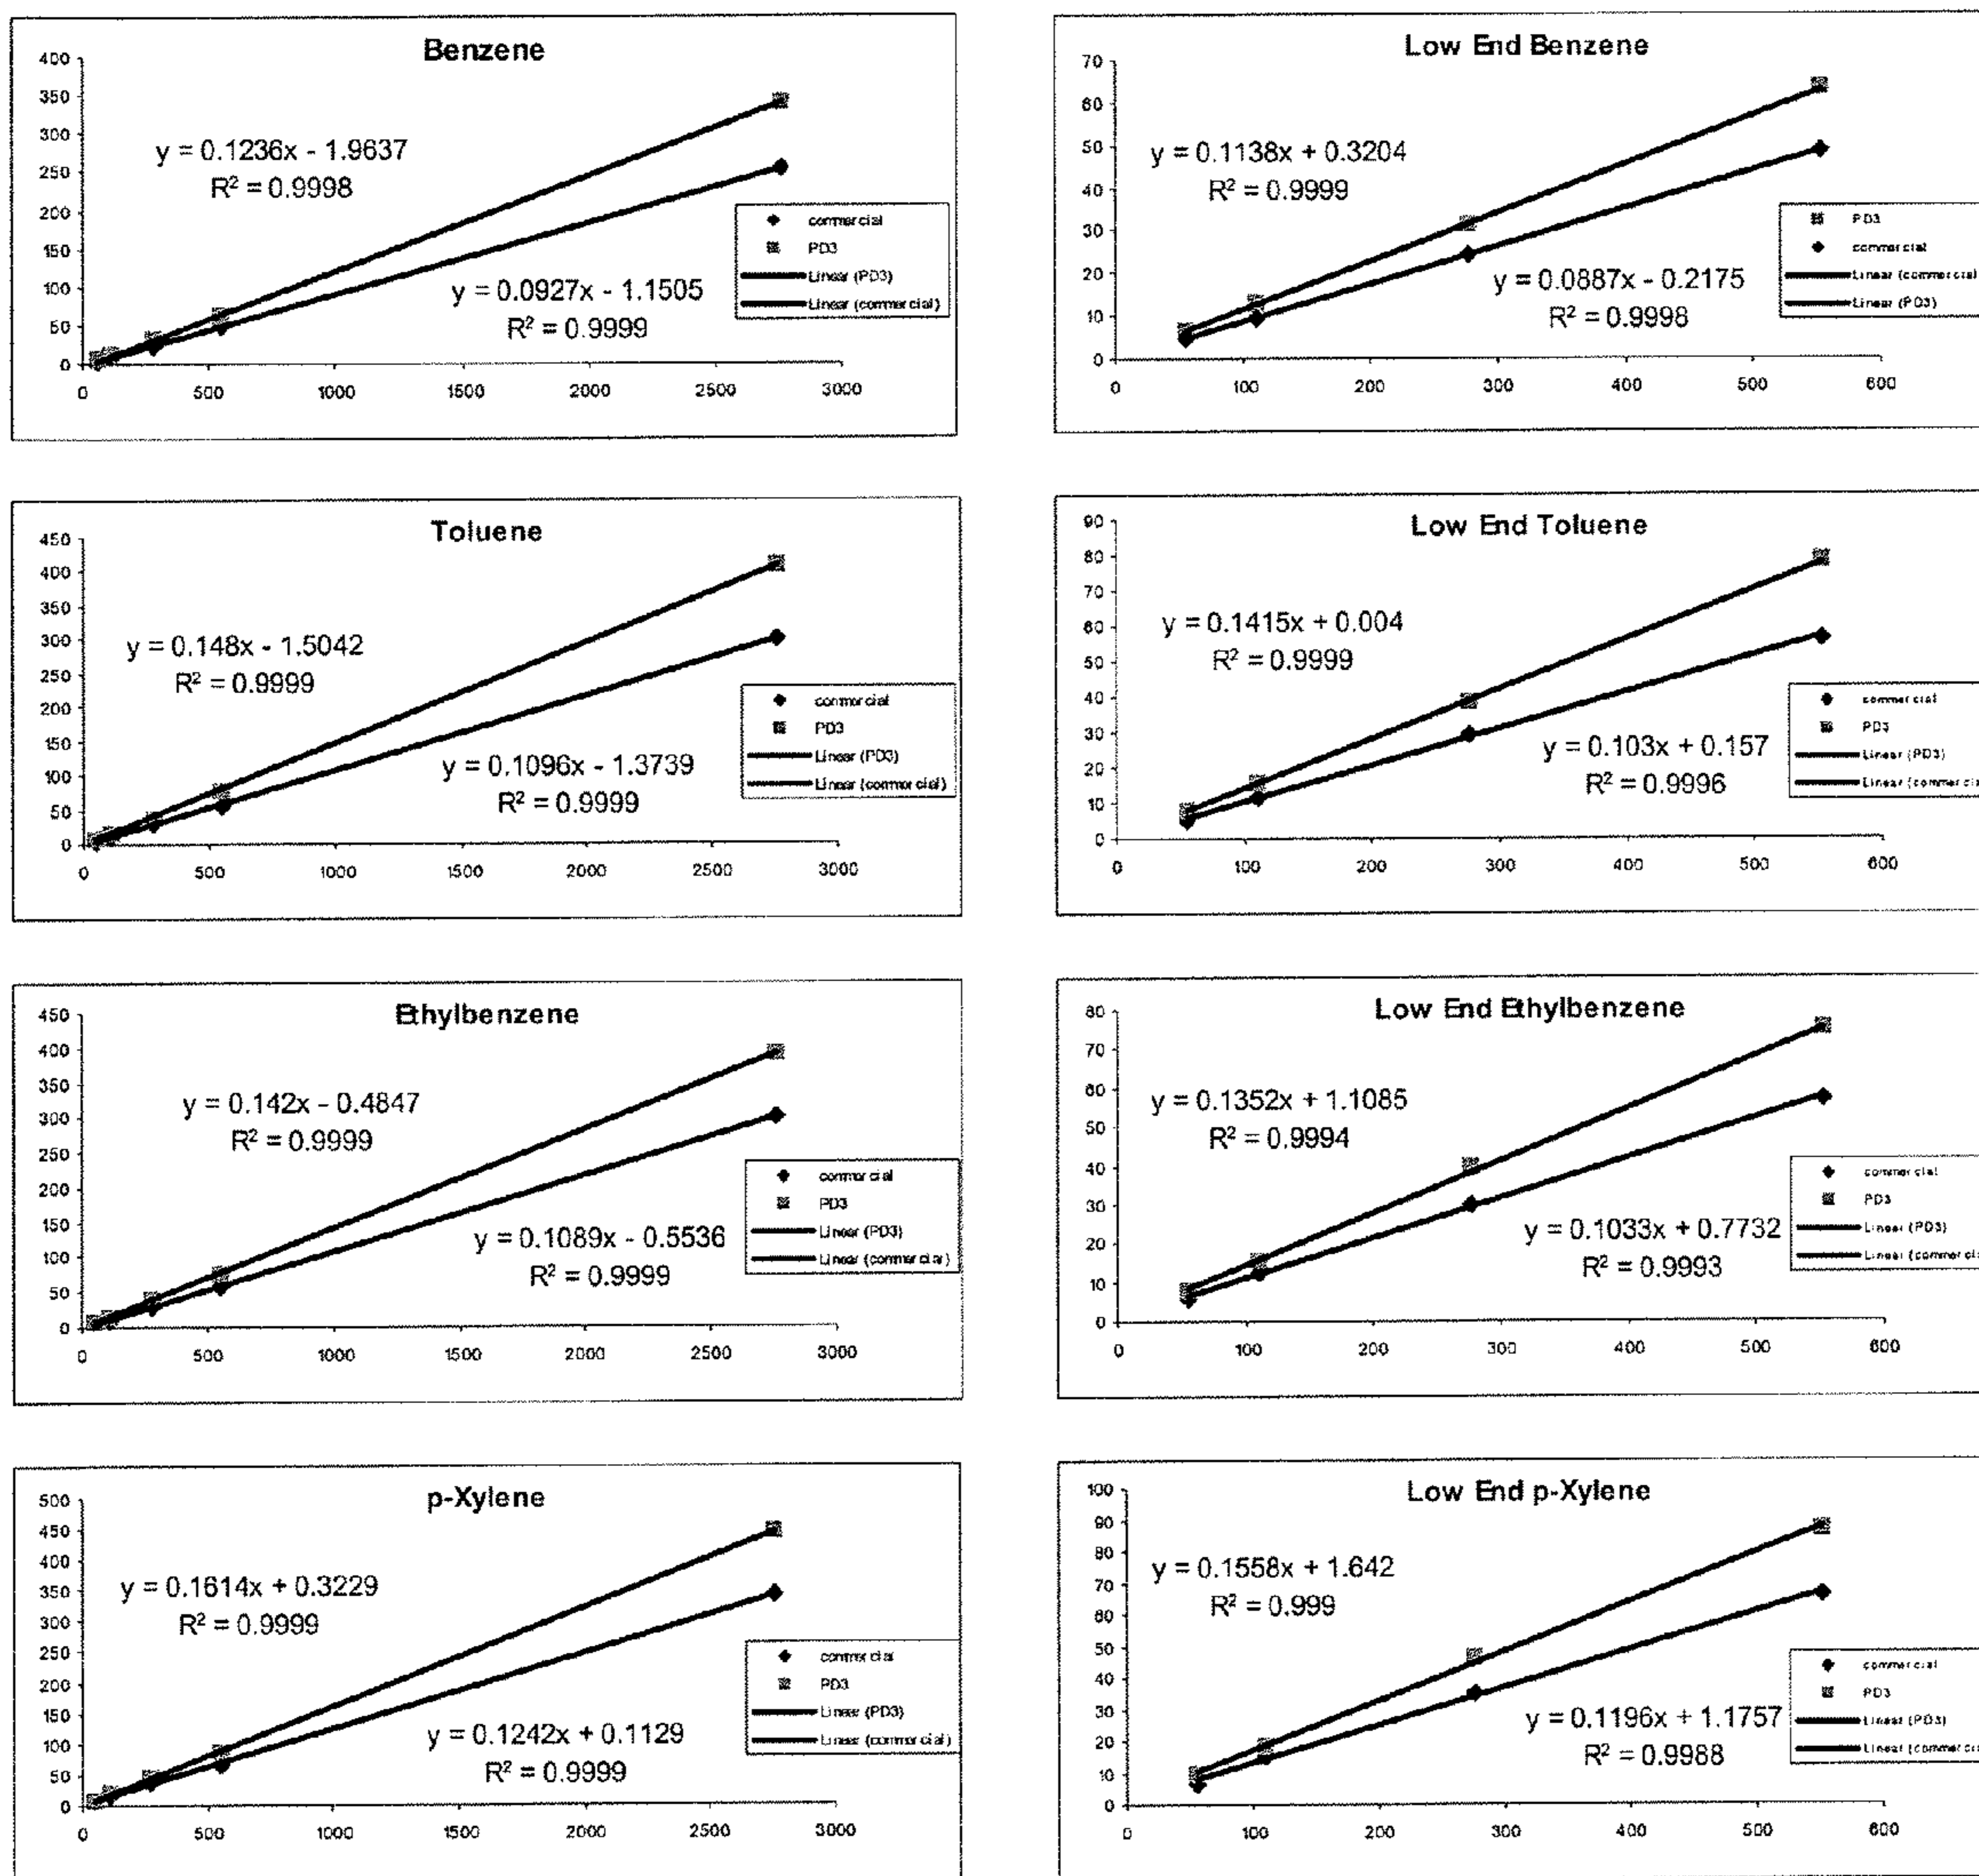 Benzene
400
350
300
250
200
150
100
50
0
y = 0.1236x - 1.9637
R² = 0.9998
y = 0.0927x - 1.1505
R² = 0.9999
commercial
PD3
Linear (PD3)
Linear (commercial)
0 500 1000 1500 2000 2500 3000
Low End Benzene
70
60
50
40
30
20
10
0
y = 0.1138x + 0.3204
R² = 0.9999
y = 0.0887x - 0.2175
R² = 0.9998
PD3
commercial
Linear (commercial)
Linear (PD3)
0 100 200 300 400 500 600
Toluene
450
400
350
300
250
200
150
100
50
0
y = 0.148x - 1.5042
R² = 0.9999
y = 0.1096x - 1.3739
R² = 0.9999
commercial
PD3
Linear (PD3)
Linear (commercial)
0 500 1000 1500 2000 2500 3000
Low End Toluene
90
80
70
60
50
40
30
20
10
0
y = 0.1415x + 0.004
R² = 0.9999
y = 0.103x + 0.157
R² = 0.9996
commercial
PD3
Linear (PD3)
Linear (commercia
0 100 200 300 400 500 600
Ethylbenzene
450
400
350
300
250
200
150
100
50
0
y = 0.142x - 0.4847
R² = 0.9999
y = 0.1089x - 0.5536
R² = 0.9999
commercial
PD3
Linear (PD3)
Linear (commercial)
0 500 1000 1500 2000 2500 3000
Low End Ethylbenzene
80
70
60
50
40
30
20
10
0
y = 0.1352x + 1.1085
R² = 0.9994
y = 0.1033x + 0.7732
R² = 0.9993
commercial
PD3
Linear (PD3)
Linear (commercia
0 100 200 300 400 500 600
p-Xylene
500
450
400
350
300
250
200
150
100
50
0
y = 0.1614x + 0.3229
R² = 0.9999
y = 0.1242x + 0.1129
R² = 0.9999
commercial
PD3
Linear (PD3)
Linear (commercial)
0 500 1000 1500 2000 2500 3000
Low End p-Xylene
100
90
80
70
60
50
40
30
20
10
0
y = 0.1558x + 1.642
R² = 0.999
y = 0.1196x + 1.1757
R² = 0.9988
commercial
PD3
Linear (PD3)
Linear (commercia
0 100 200 300 400 500 600